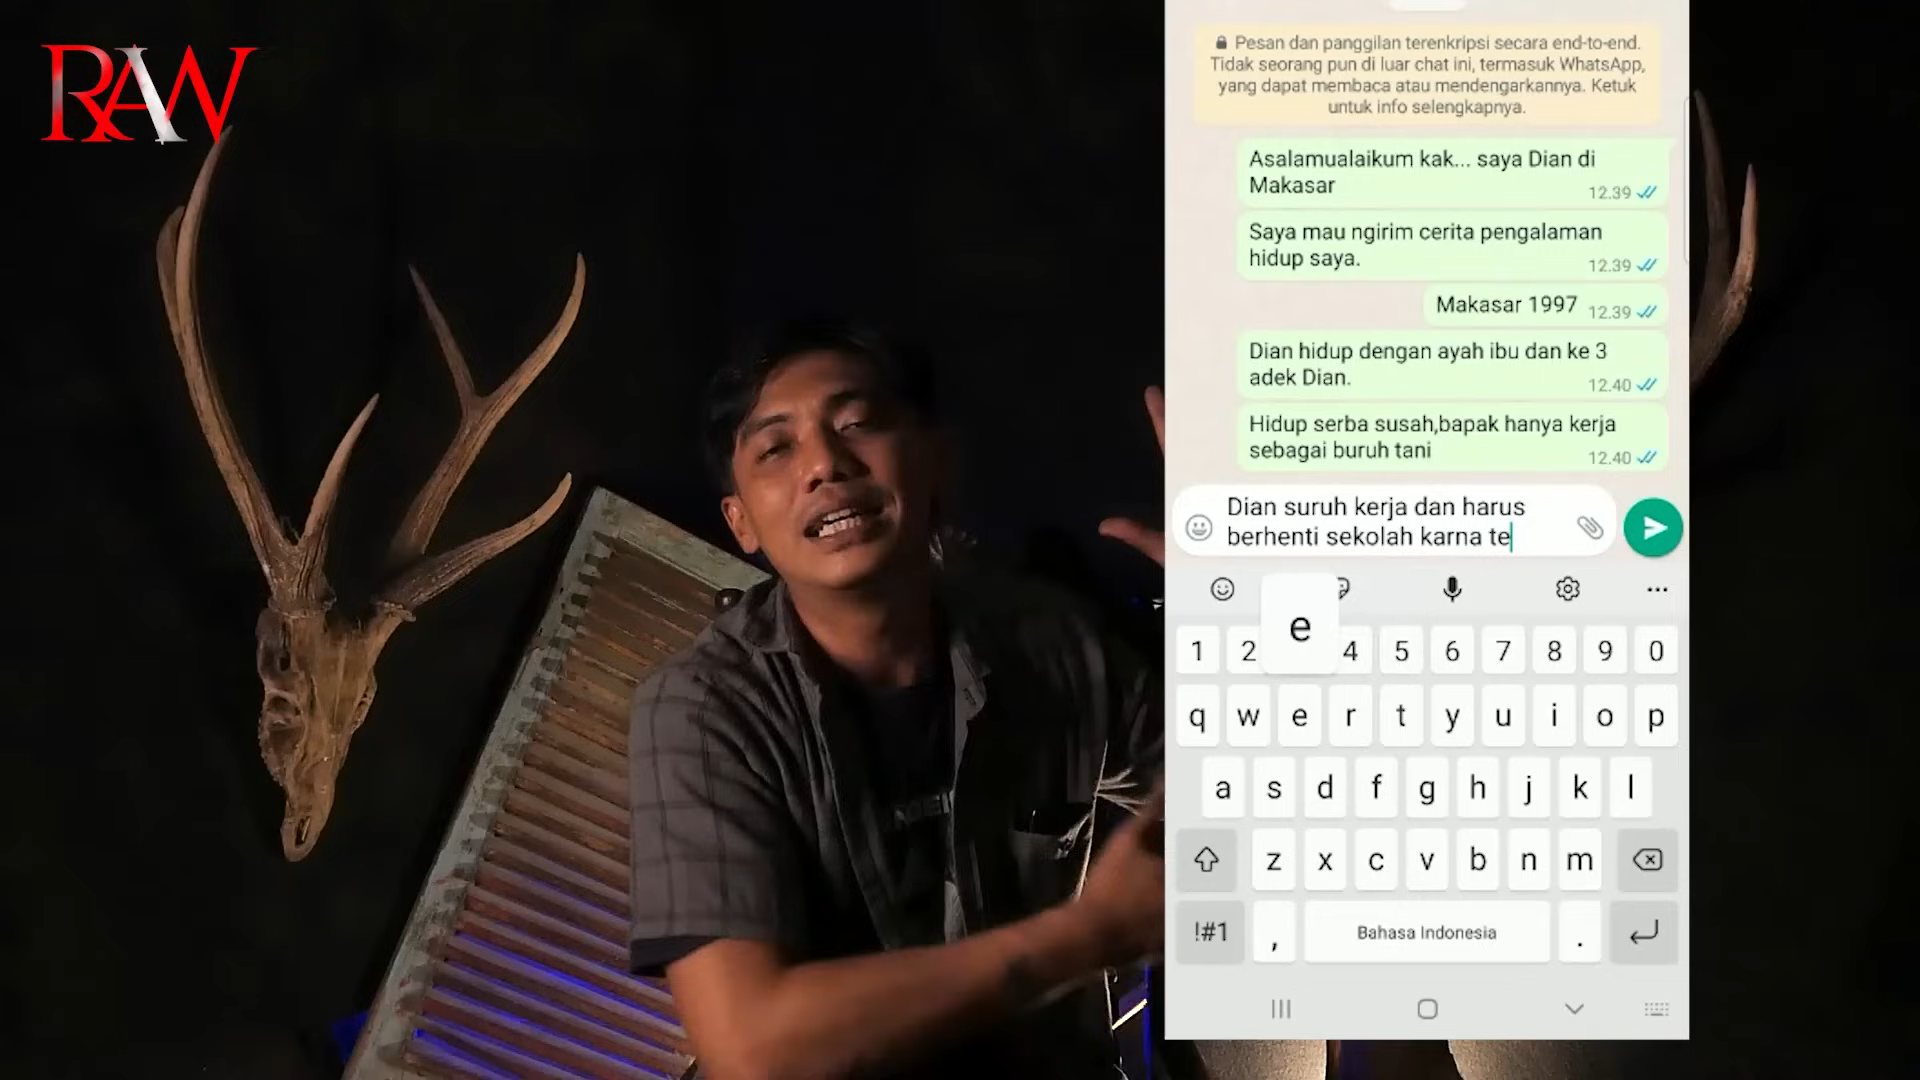 RAW
Pesan dan panggilan terenkripsi secara end-to-end.
Tidak seorang pun di luar chat ini, termasuk WhatsApp,
yang dapat membaca atau mendengarkannya. Ketuk
untuk info selengkapnya.
Asalamualaikum kak... saya Dian di
Makasar
12.39
Saya mau ngirim cerita pengalaman
hidup saya.
12.39
Makasar 1997 12.39
Dian hidup dengan ayah ibu dan ke 3
adek Dian.
12.40
Hidup serba susah,bapak hanya kerja
sebagai buruh tani
12.40
Dian suruh kerja dan harus
berhenti sekolah karna te
e
1 2 4 5 6 7 8 9 0
q w e r t y u i o p
a s d f g h j k l
z x c v b n m
!#1 , Bahasa Indonesia .